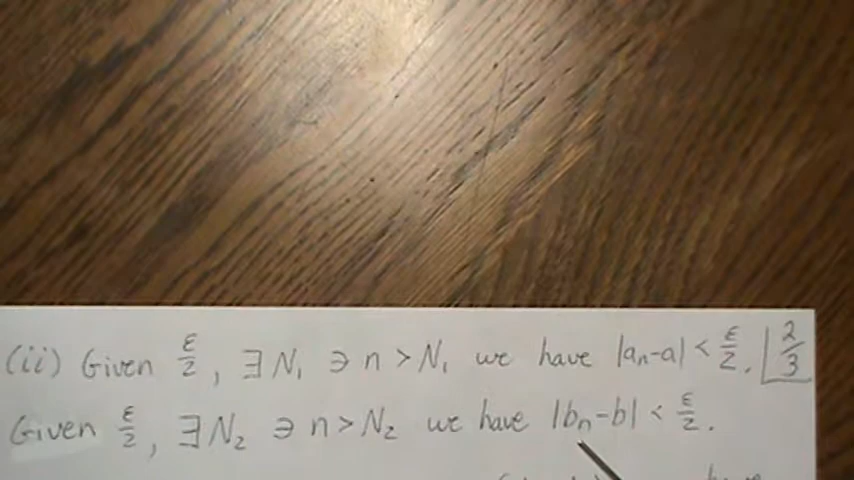 (ii) Given ε/2, ∃ N₁ ∋ n > N₁ we have |aₙ-a| < ε/2. 2/3
Given ε/2, ∃ N₂ ∋ n > N₂ we have |bₙ-b| < ε/2.